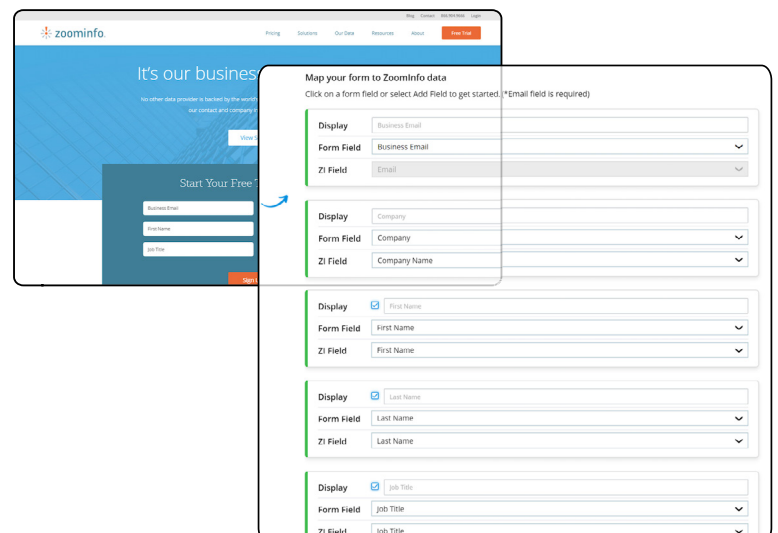 Blog Contact 866.904.9666 Login
zoominfo.
Pricing Solutions Our Data Resources About Free Trial
It's our busines
No other data provider is backed by the world'
our contact and company in
View S
Start Your Free T
Business Email
First Name
Job Title
Sign U
Map your form to ZoomInfo data
Click on a form field or select Add Field to get started. (*Email field is required)
Display Business Email
Form Field Business Email
ZI Field Email
Display Company
Form Field Company
ZI Field Company Name
Display First Name
Form Field First Name
ZI Field First Name
Display Last Name
Form Field Last Name
ZI Field Last Name
Display Job Title
Form Field Job Title
ZI Field Job Title